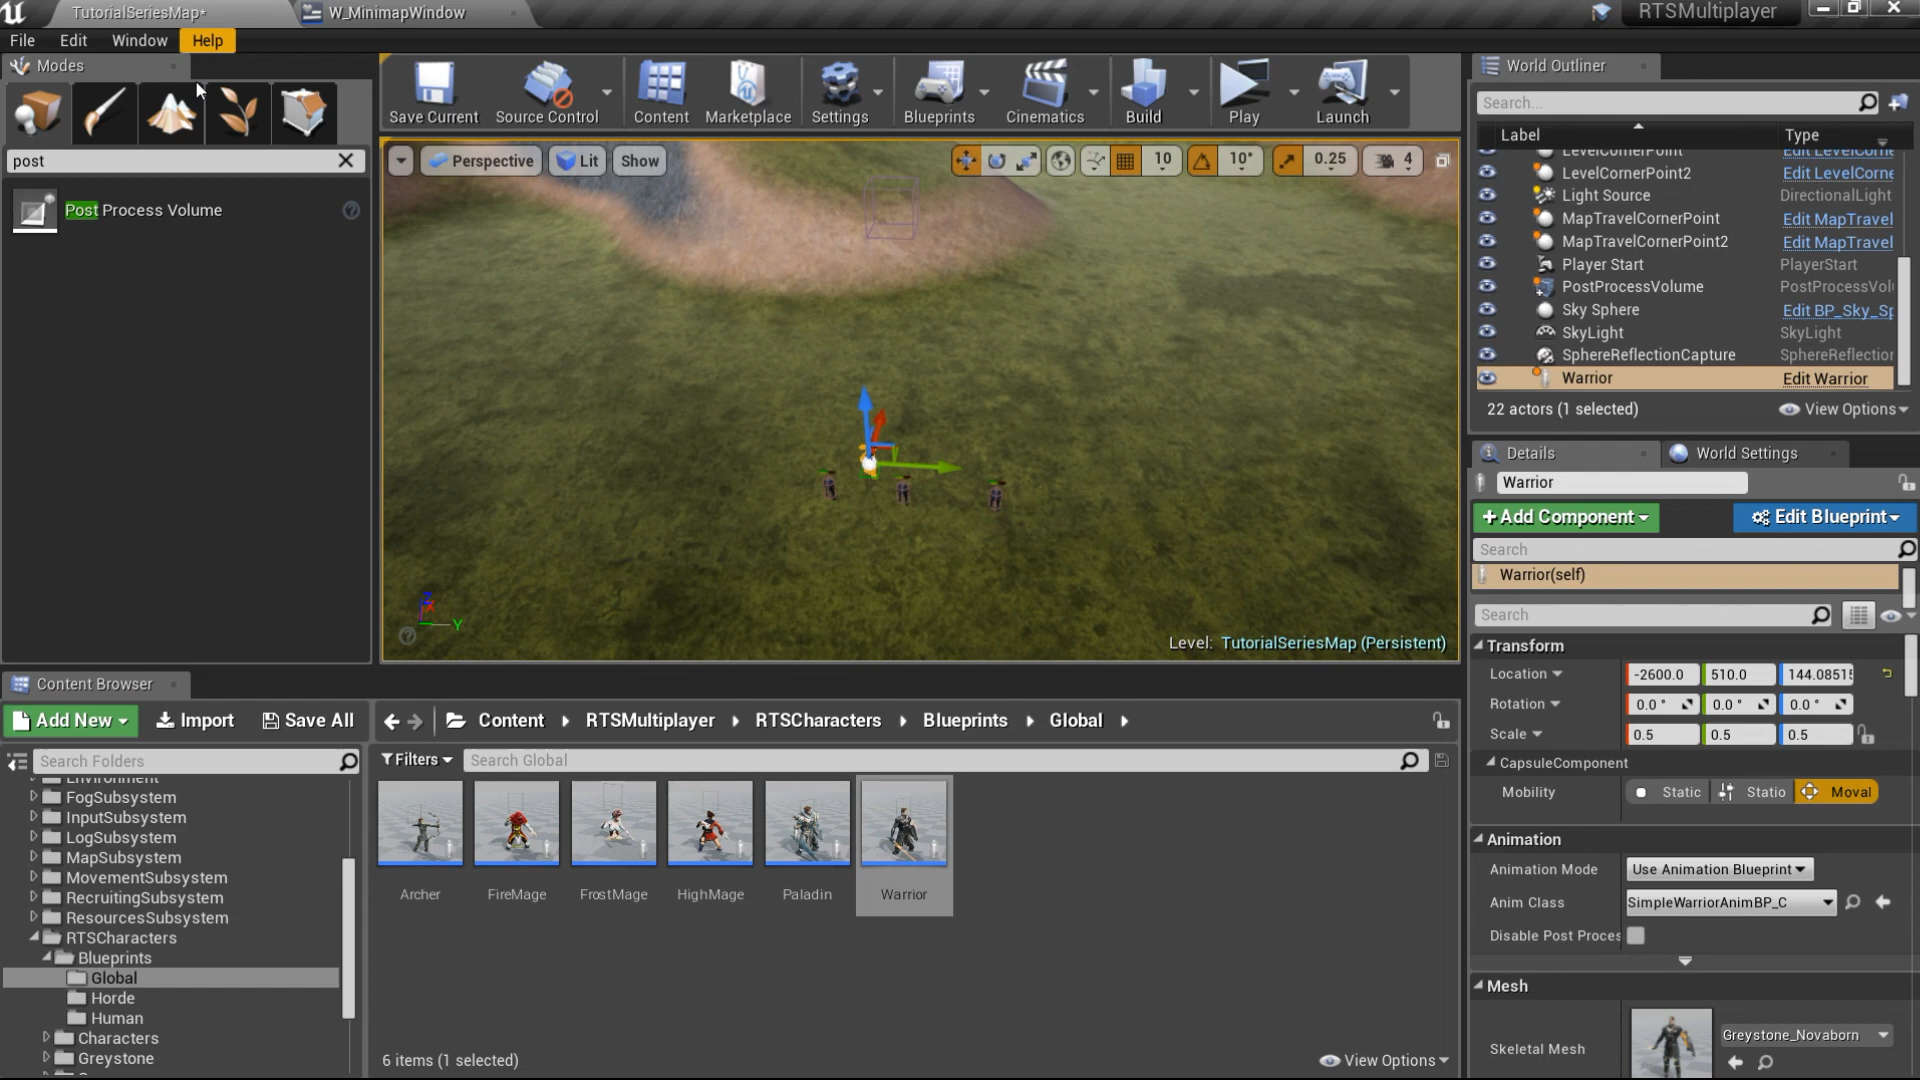 TutorialSeriesMap*
W_MinimapWindow
RTSMultiplayer
File Edit Window Help
Modes
post
Post Process Volume
Save Current
Source Control
Content
Marketplace
Settings
Blueprints
Cinematics
Build
Play
Launch
Perspective
Lit
Show
10
10°
0.25
4
Level: TutorialSeriesMap (Persistent)
World Outliner
Search...
Label Type
LevelCornerPoint Edit LevelCorne
LevelCornerPoint2 Edit LevelCorne
Light Source DirectionalLight
MapTravelCornerPoint Edit MapTravel
MapTravelCornerPoint2 Edit MapTravel
Player Start PlayerStart
PostProcessVolume PostProcessVol
Sky Sphere Edit BP_Sky_Sp
SkyLight SkyLight
SphereReflectionCapture SphereReflection
Warrior Edit Warrior
22 actors (1 selected) View Options
Details
World Settings
Warrior
+Add Component
Edit Blueprint
Search
Warrior(self)
Search
Transform
Location -2600.0 510.0 144.0851
Rotation 0.0 ° 0.0 ° 0.0 °
Scale 0.5 0.5 0.5
CapsuleComponent
Mobility Static Statio Moval
Animation
Animation Mode Use Animation Blueprint
Anim Class SimpleWarriorAnimBP_C
Disable Post Proces
Mesh
Skeletal Mesh Greystone_Novaborn
Content Browser
Add New Import Save All
Content RTSMultiplayer RTSCharacters Blueprints Global
Search Folders
Filters Search Global
Environment
FogSubsystem
InputSubsystem
LogSubsystem
MapSubsystem
MovementSubsystem
RecruitingSubsystem
ResourcesSubsystem
RTSCharacters
Blueprints
Global
Horde
Human
Characters
Greystone
Archer
FireMage
FrostMage
HighMage
Paladin
Warrior
6 items (1 selected)
View Options